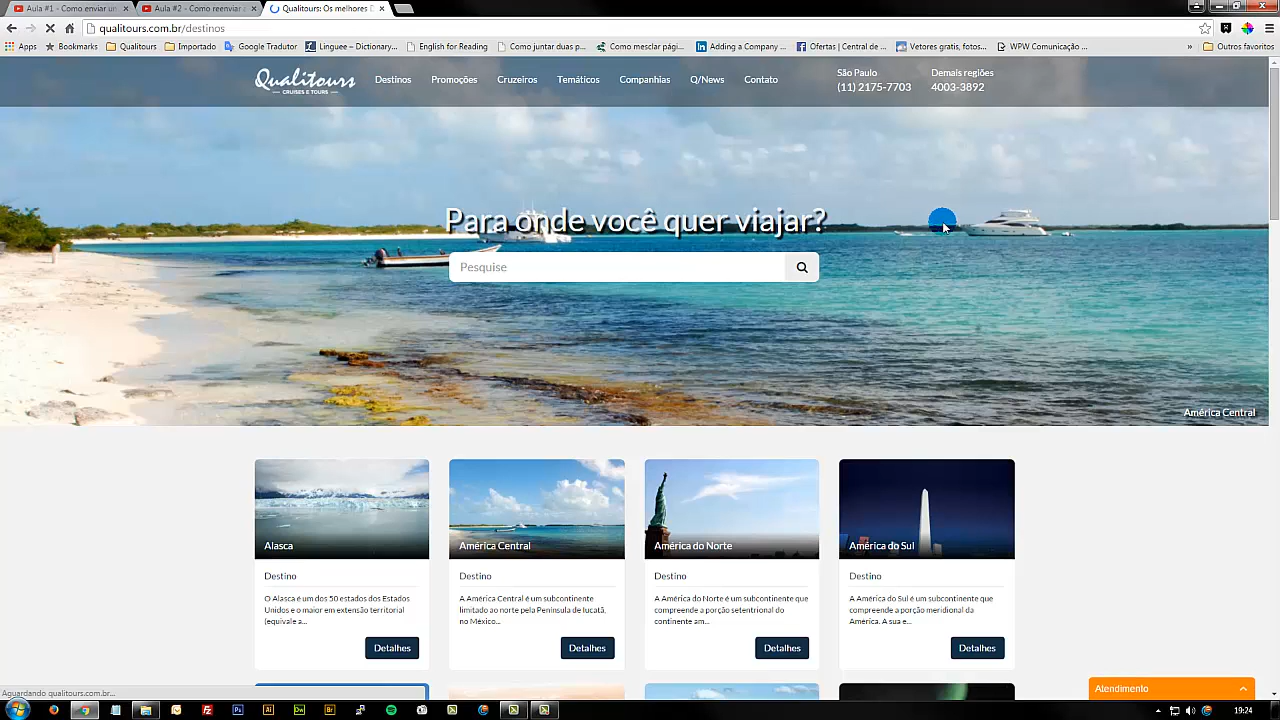 Aula #1 - Como enviar un
Aula #2 - Como reenviar a
Qualitours: Os melhores D
qualitours.com.br/destinos
Apps
Bookmarks
Qualitours
Importado
Google Tradutor
Linguee – Dictionary...
English for Reading
Como juntar duas p...
Como mesclar pág...
Adding a Company ...
Ofertas | Central de ...
Vetores gratis, fotos...
WPW Comunicação ...
»
Outros favoritos
Qualitours
CRUISES E TOURS
Destinos
Promoções
Cruzeiros
Temáticos
Companhias
Q/News
Contato
São Paulo
(11) 2175-7703
Demais regiões
4003-3892
Para onde você quer viajar?
Pesquise
América Central
Alasca
Destino
O Alasca é um dos 50 estados dos Estados
Unidos e o maior em extensão territorial
(equivale a...
Detalhes
América Central
Destino
A América Central é um subcontinente
limitado ao norte pela Península de Iucatã,
no México...
Detalhes
América do Norte
Destino
A América do Norte é um subcontinente que
compreende a porção setentrional do
continente am...
Detalhes
América do Sul
Destino
A América do Sul é um subcontinente que
compreende a porção meridional da
América. A sua e...
Detalhes
Aguardando qualitours.com.br...
Atendimento
19:24